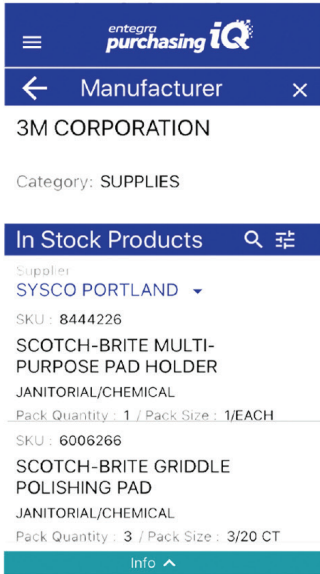 entegra
purchasing iQ
Manufacturer
3M CORPORATION
Category: SUPPLIES
In Stock Products
Supplier
SYSCO PORTLAND
SKU : 8444226
SCOTCH-BRITE MULTI-
PURPOSE PAD HOLDER
JANITORIAL/CHEMICAL
Pack Quantity : 1 / Pack Size : 1/EACH
SKU : 6006266
SCOTCH-BRITE GRIDDLE
POLISHING PAD
JANITORIAL/CHEMICAL
Pack Quantity : 3 / Pack Size : 3/20 CT
Info